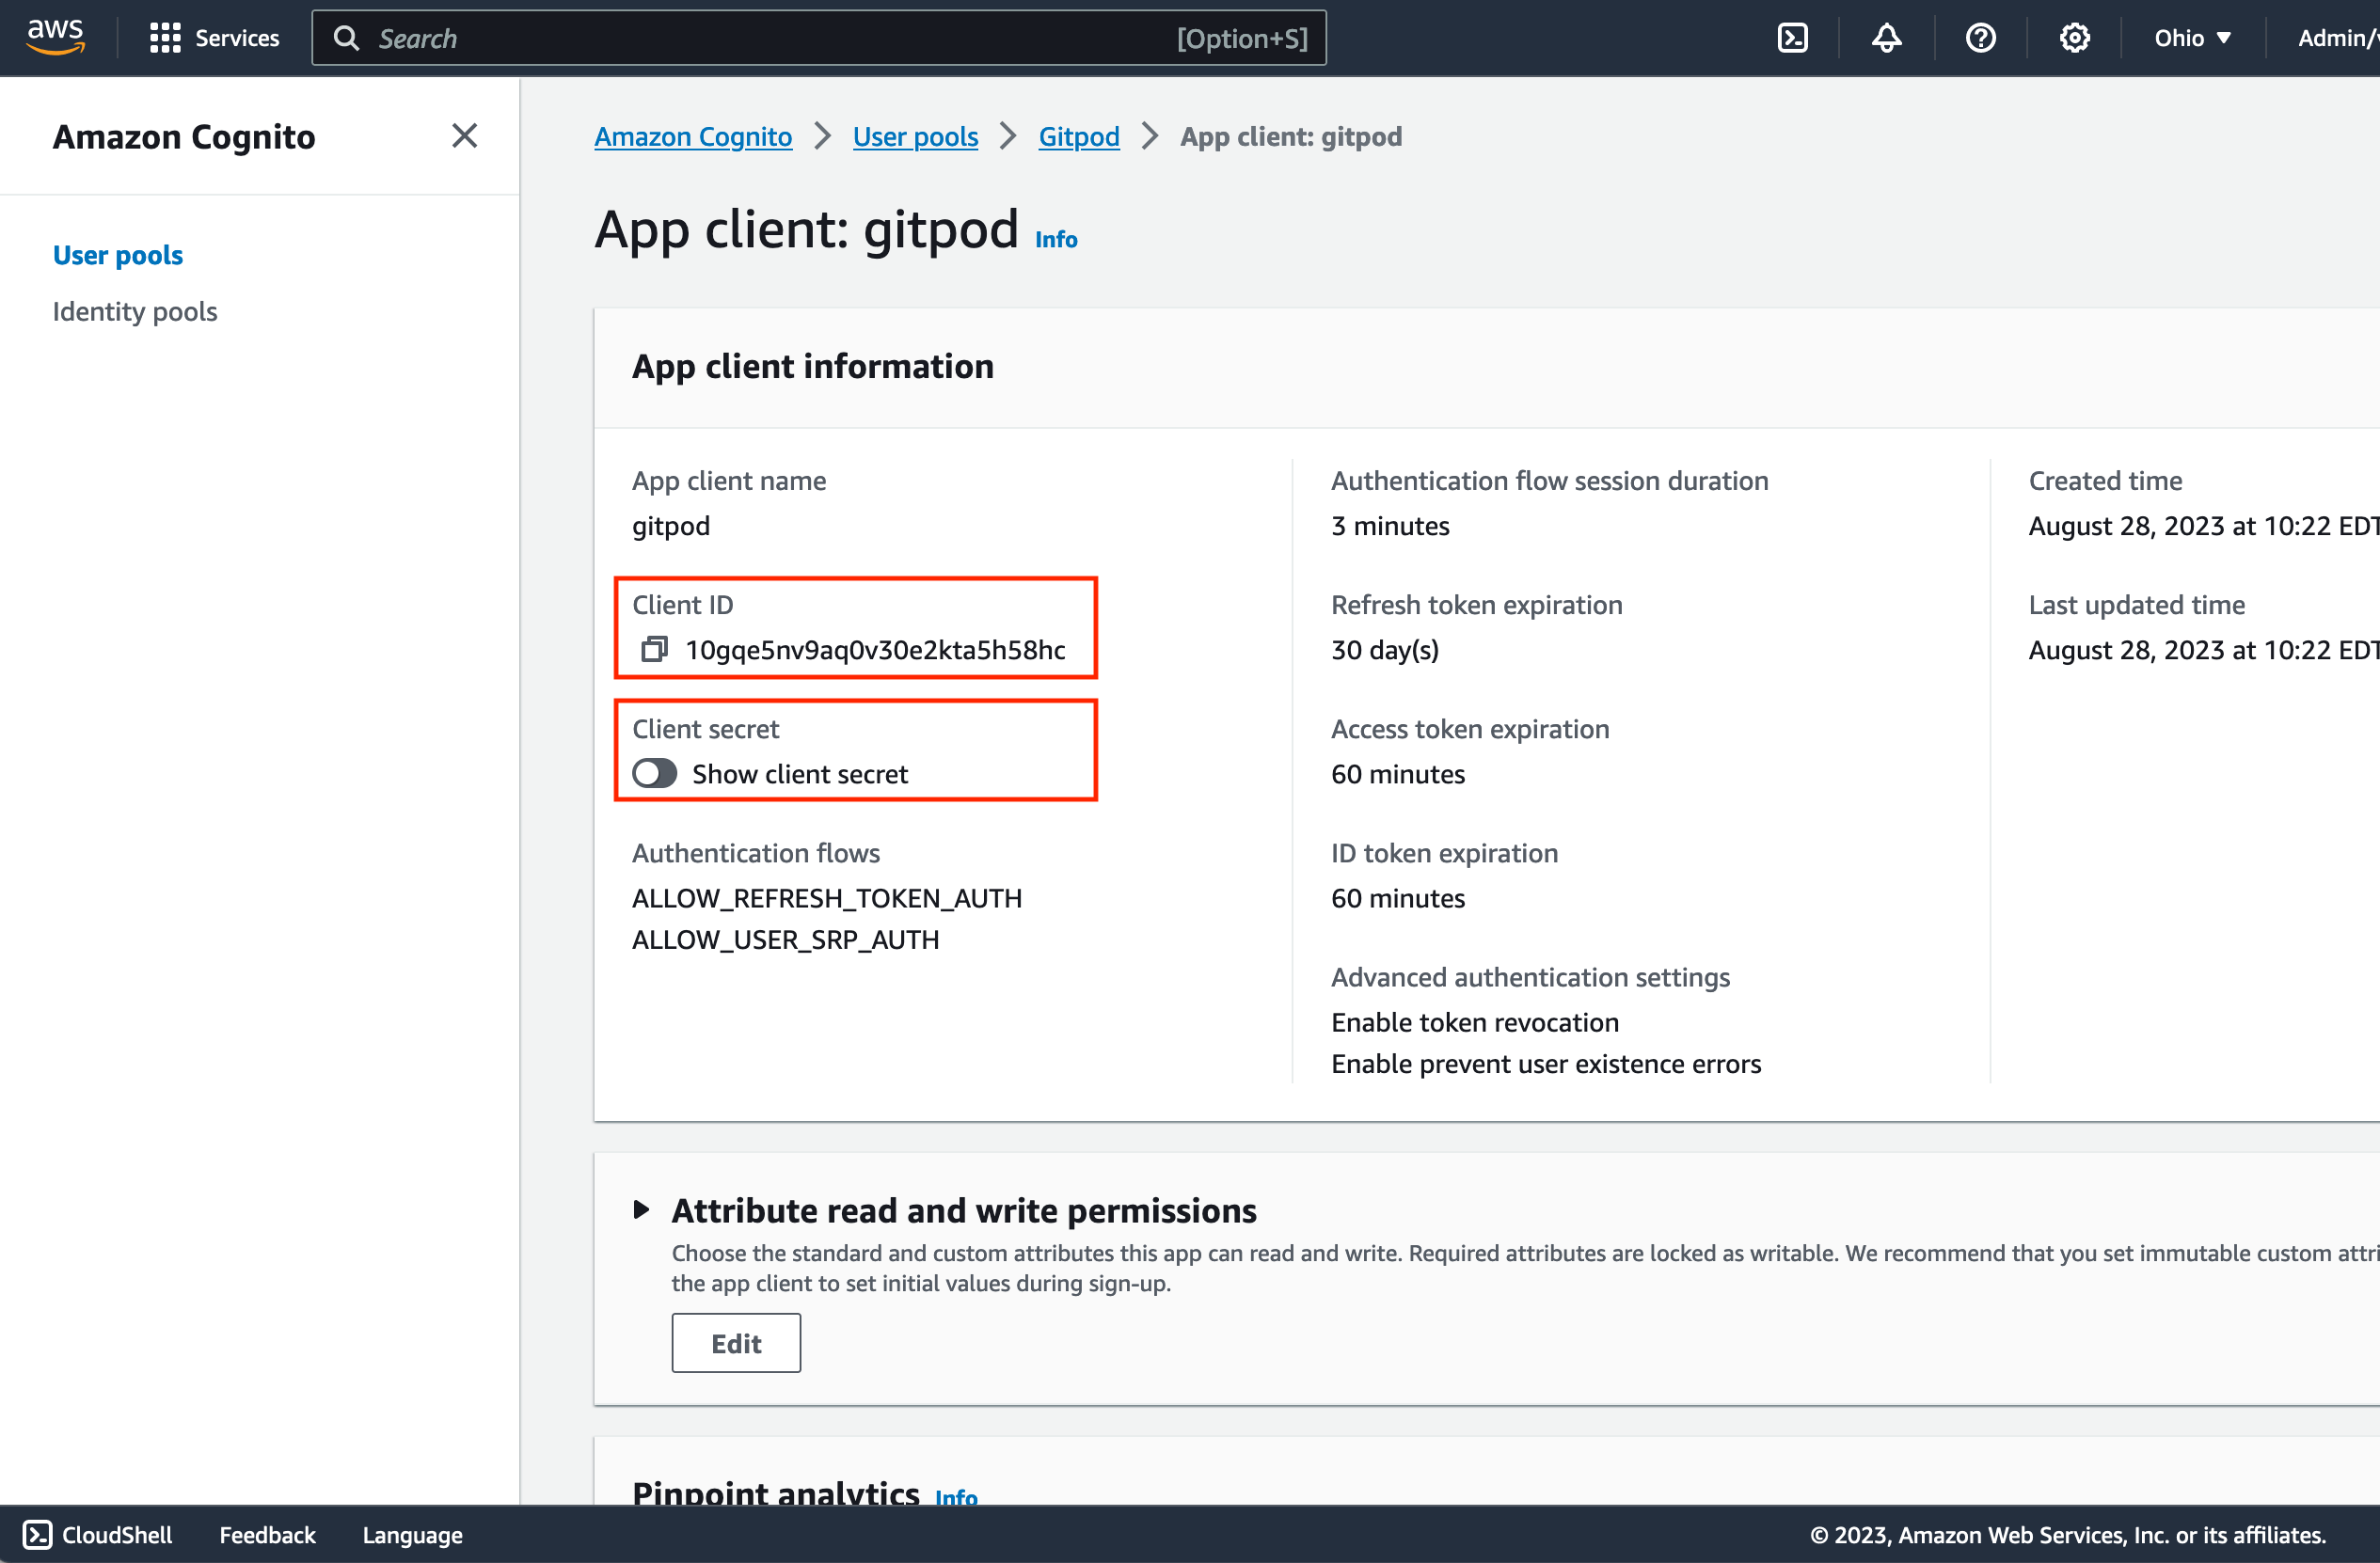 aws
Services
Search
[Option+S]
Ohio
Admin/
Amazon Cognito
User pools
Identity pools
Amazon Cognito > User pools > Gitpod > App client: gitpod
App client: gitpod Info
App client information
App client name
gitpod
Client ID
10gqe5nv9aq0v30e2kta5h58hc
Client secret
Show client secret
Authentication flows
ALLOW_REFRESH_TOKEN_AUTH
ALLOW_USER_SRP_AUTH
Authentication flow session duration
3 minutes
Refresh token expiration
30 day(s)
Access token expiration
60 minutes
ID token expiration
60 minutes
Advanced authentication settings
Enable token revocation
Enable prevent user existence errors
Created time
August 28, 2023 at 10:22 EDT
Last updated time
August 28, 2023 at 10:22 EDT
Attribute read and write permissions
Choose the standard and custom attributes this app can read and write. Required attributes are locked as writable. We recommend that you set immutable custom attri
the app client to set initial values during sign-up.
Edit
Pinpoint analytics Info
CloudShell
Feedback
Language
© 2023, Amazon Web Services, Inc. or its affiliates.